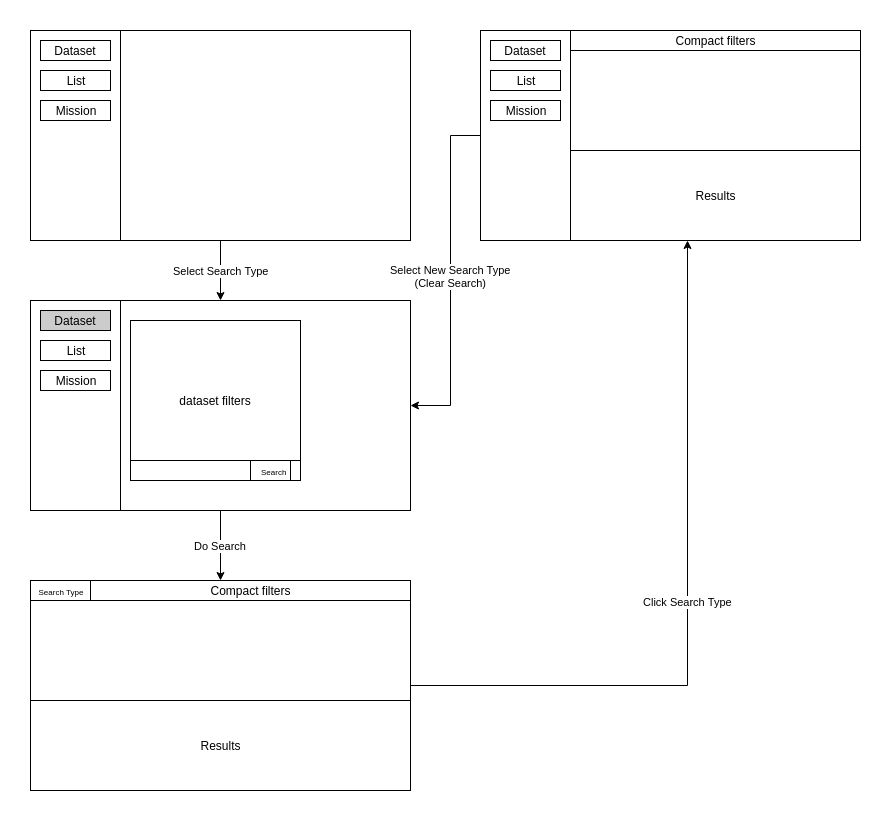 Dataset
List
Mission
Select Search Type
Dataset
List
Mission
dataset filters
Search
Do Search
Search Type
Compact filters
Results
Click Search Type
Dataset
List
Mission
Compact filters
Results
Select New Search Type
(Clear Search)